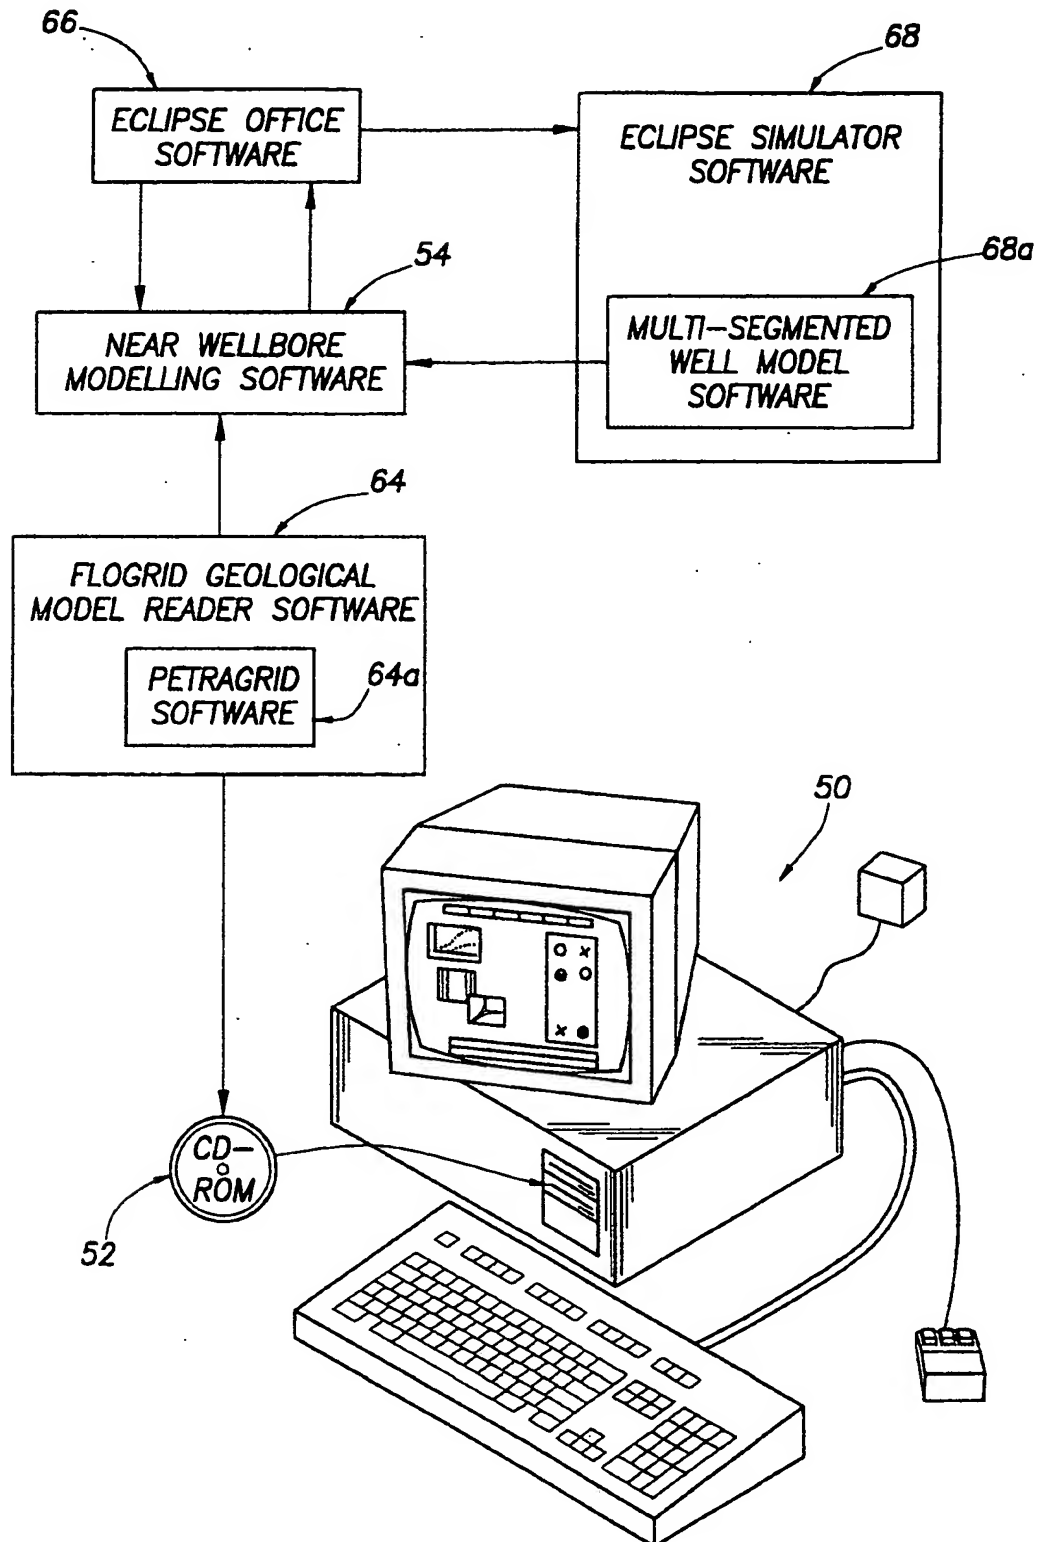 66
ECLIPSE OFFICE
SOFTWARE
68
ECLIPSE SIMULATOR
SOFTWARE
54
NEAR WELLBORE
MODELLING SOFTWARE
68a
MULTI-SEGMENTED
WELL MODEL
SOFTWARE
64
FLOGRID GEOLOGICAL
MODEL READER SOFTWARE
PETRAGRID
SOFTWARE
64a
50
CD-
ROM
52